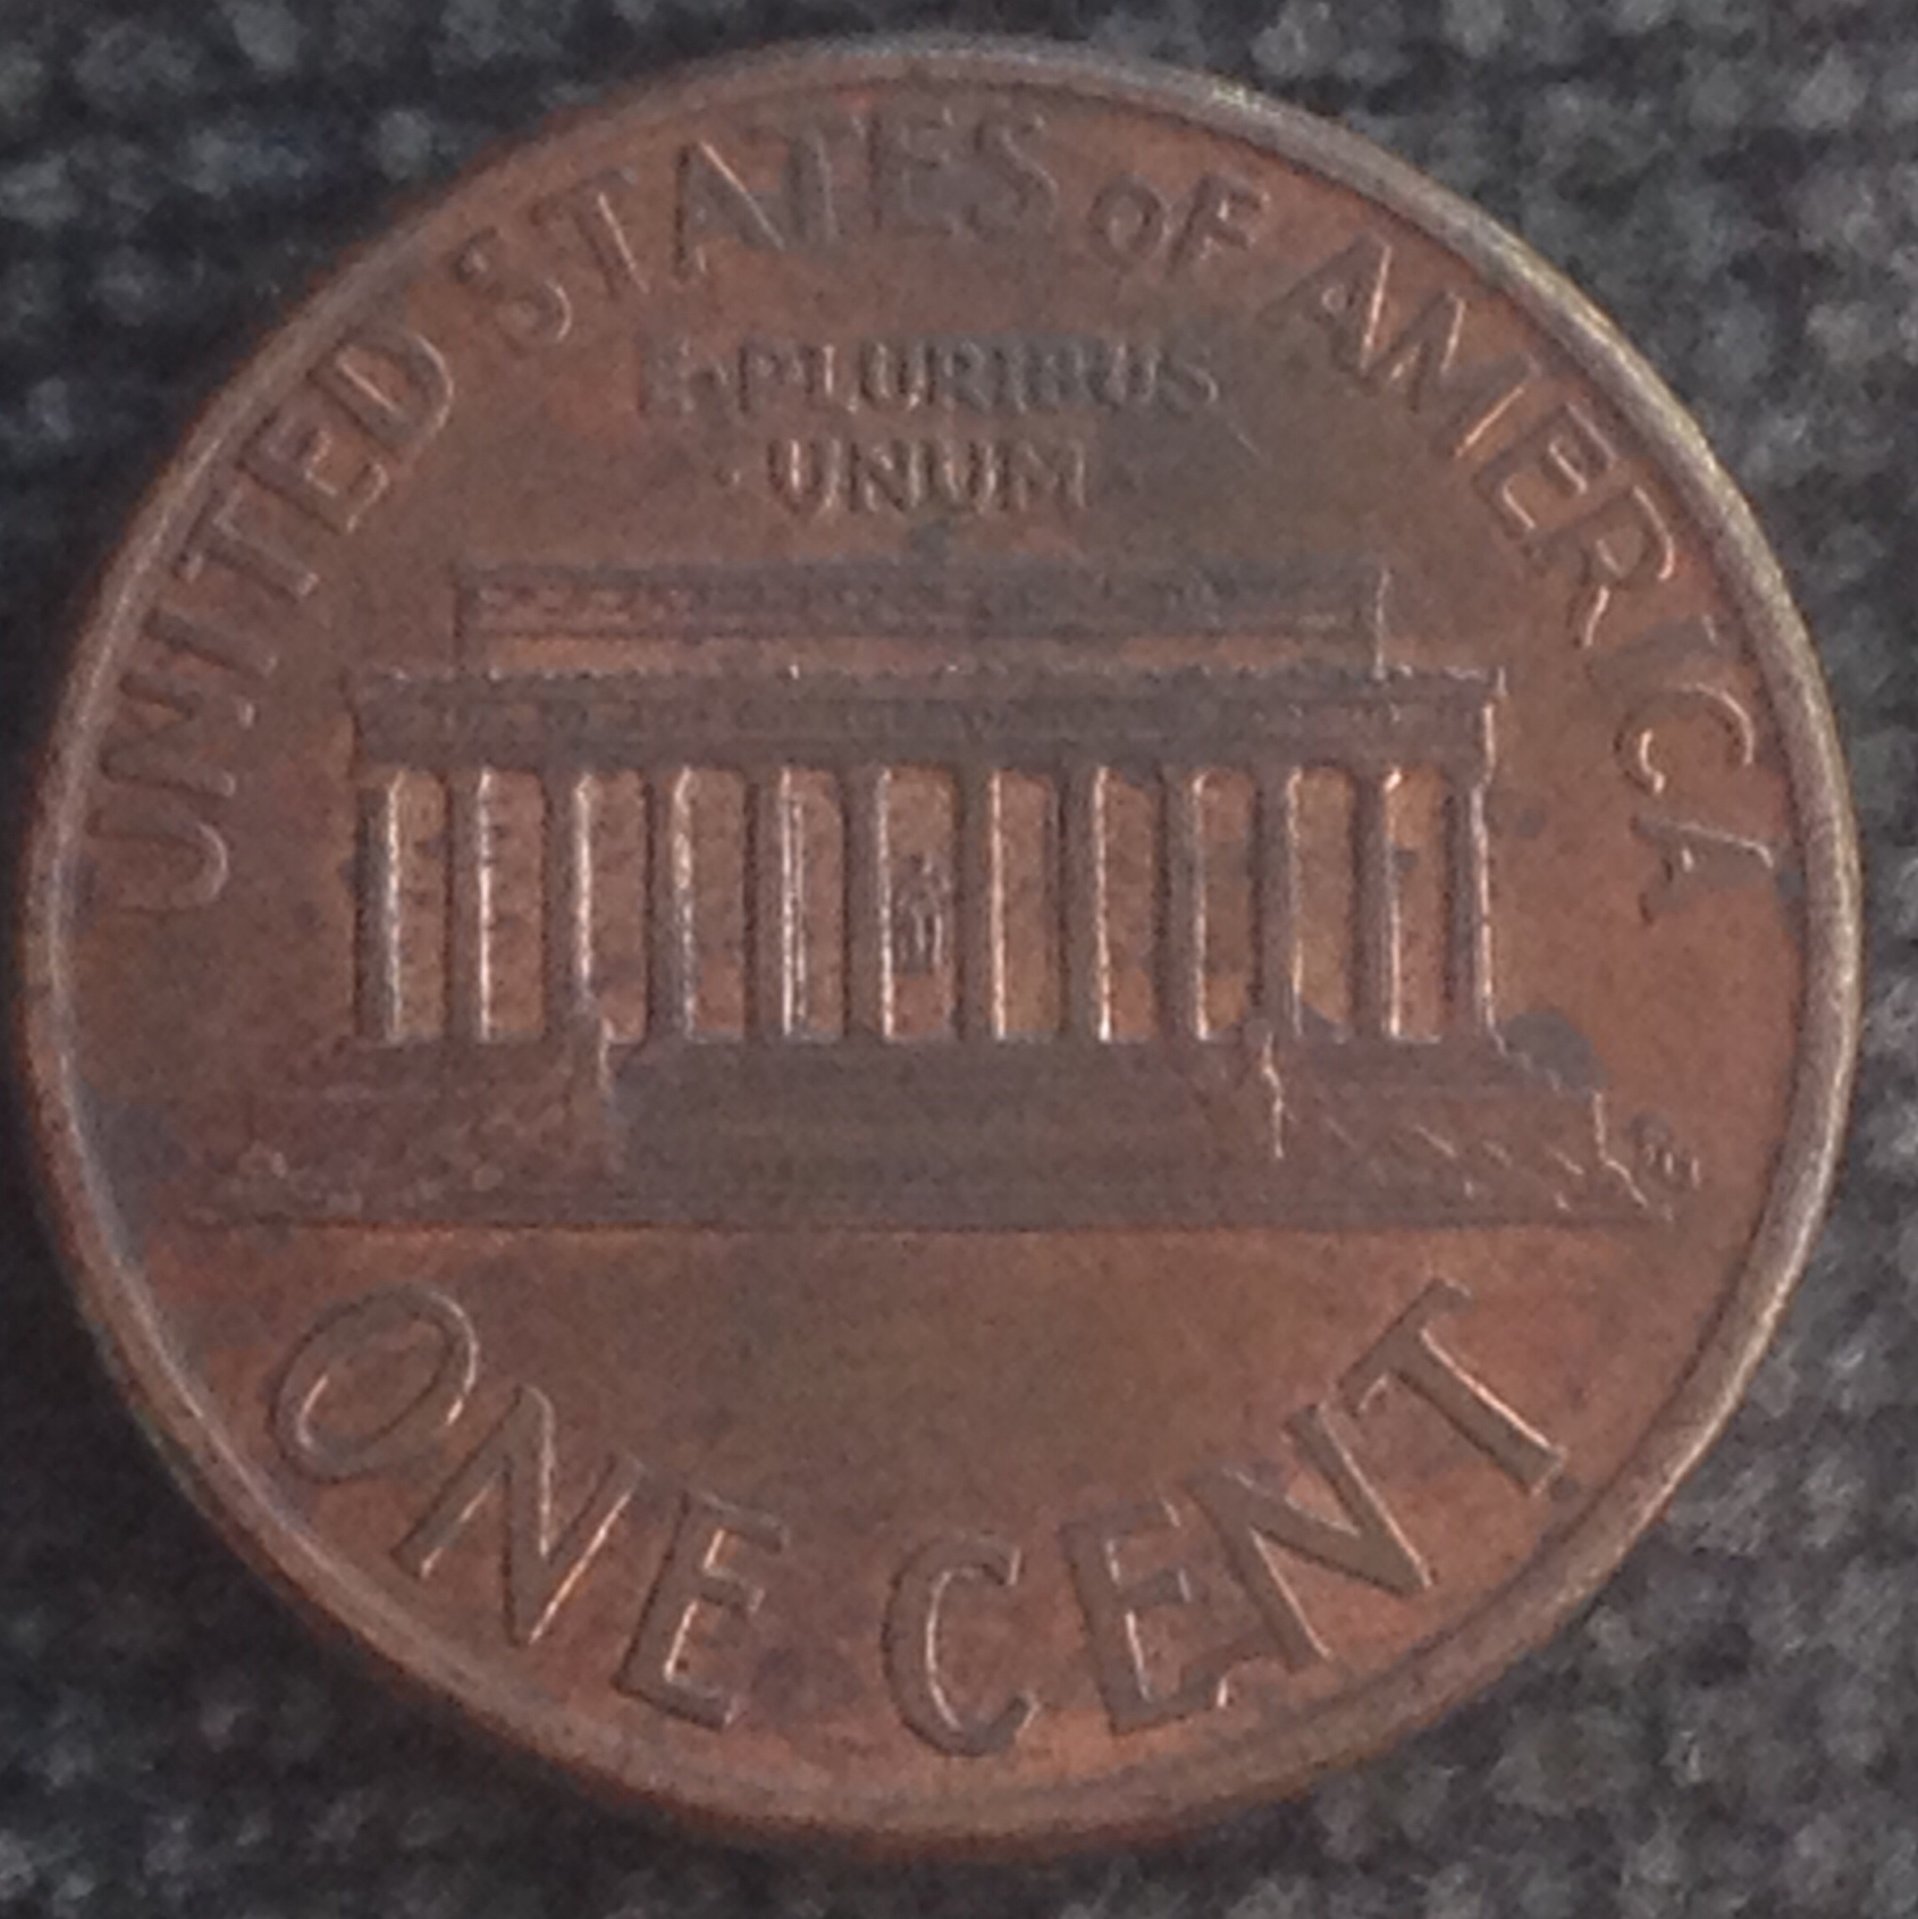 UNITED STATES OF AMERICA
E PLURIBUS
UNUM
ONE CENT